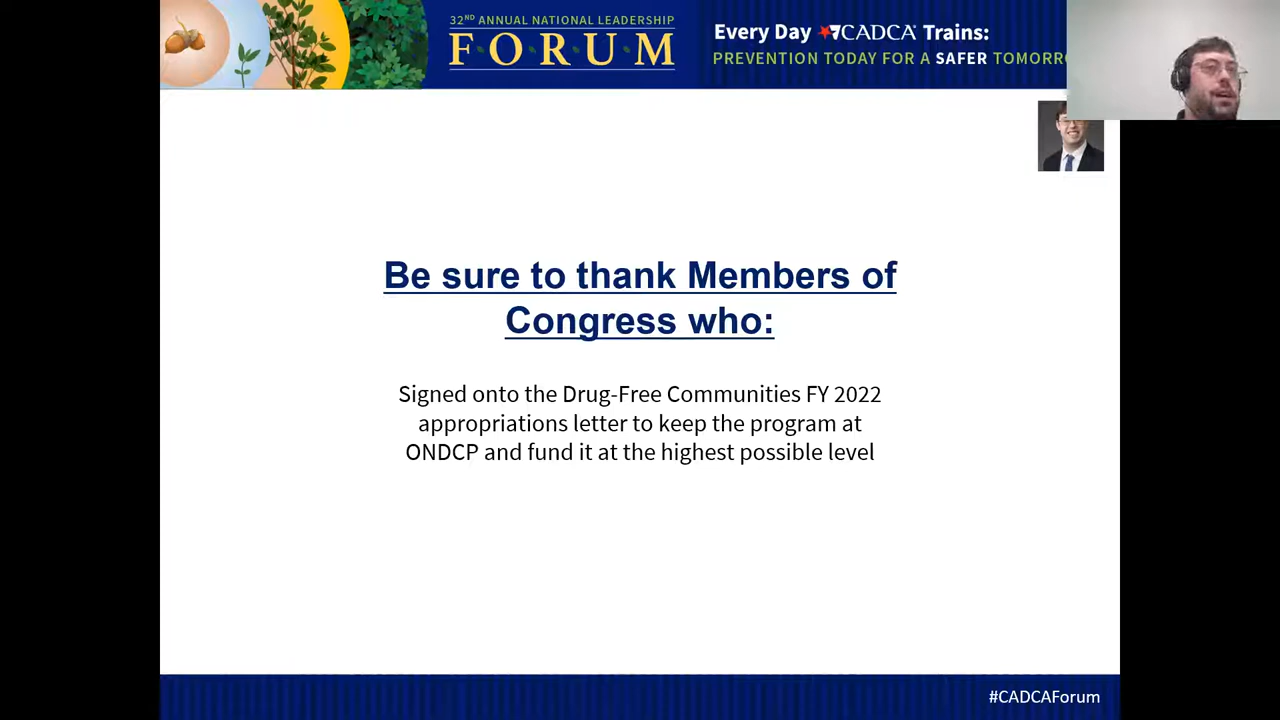 32ND ANNUAL NATIONAL LEADERSHIP
F·O·R·U·M
Every Day CADCA Trains:
PREVENTION TODAY FOR A SAFER TOMORR
Be sure to thank Members of
Congress who:
Signed onto the Drug-Free Communities FY 2022
appropriations letter to keep the program at
ONDCP and fund it at the highest possible level
#CADCAForum